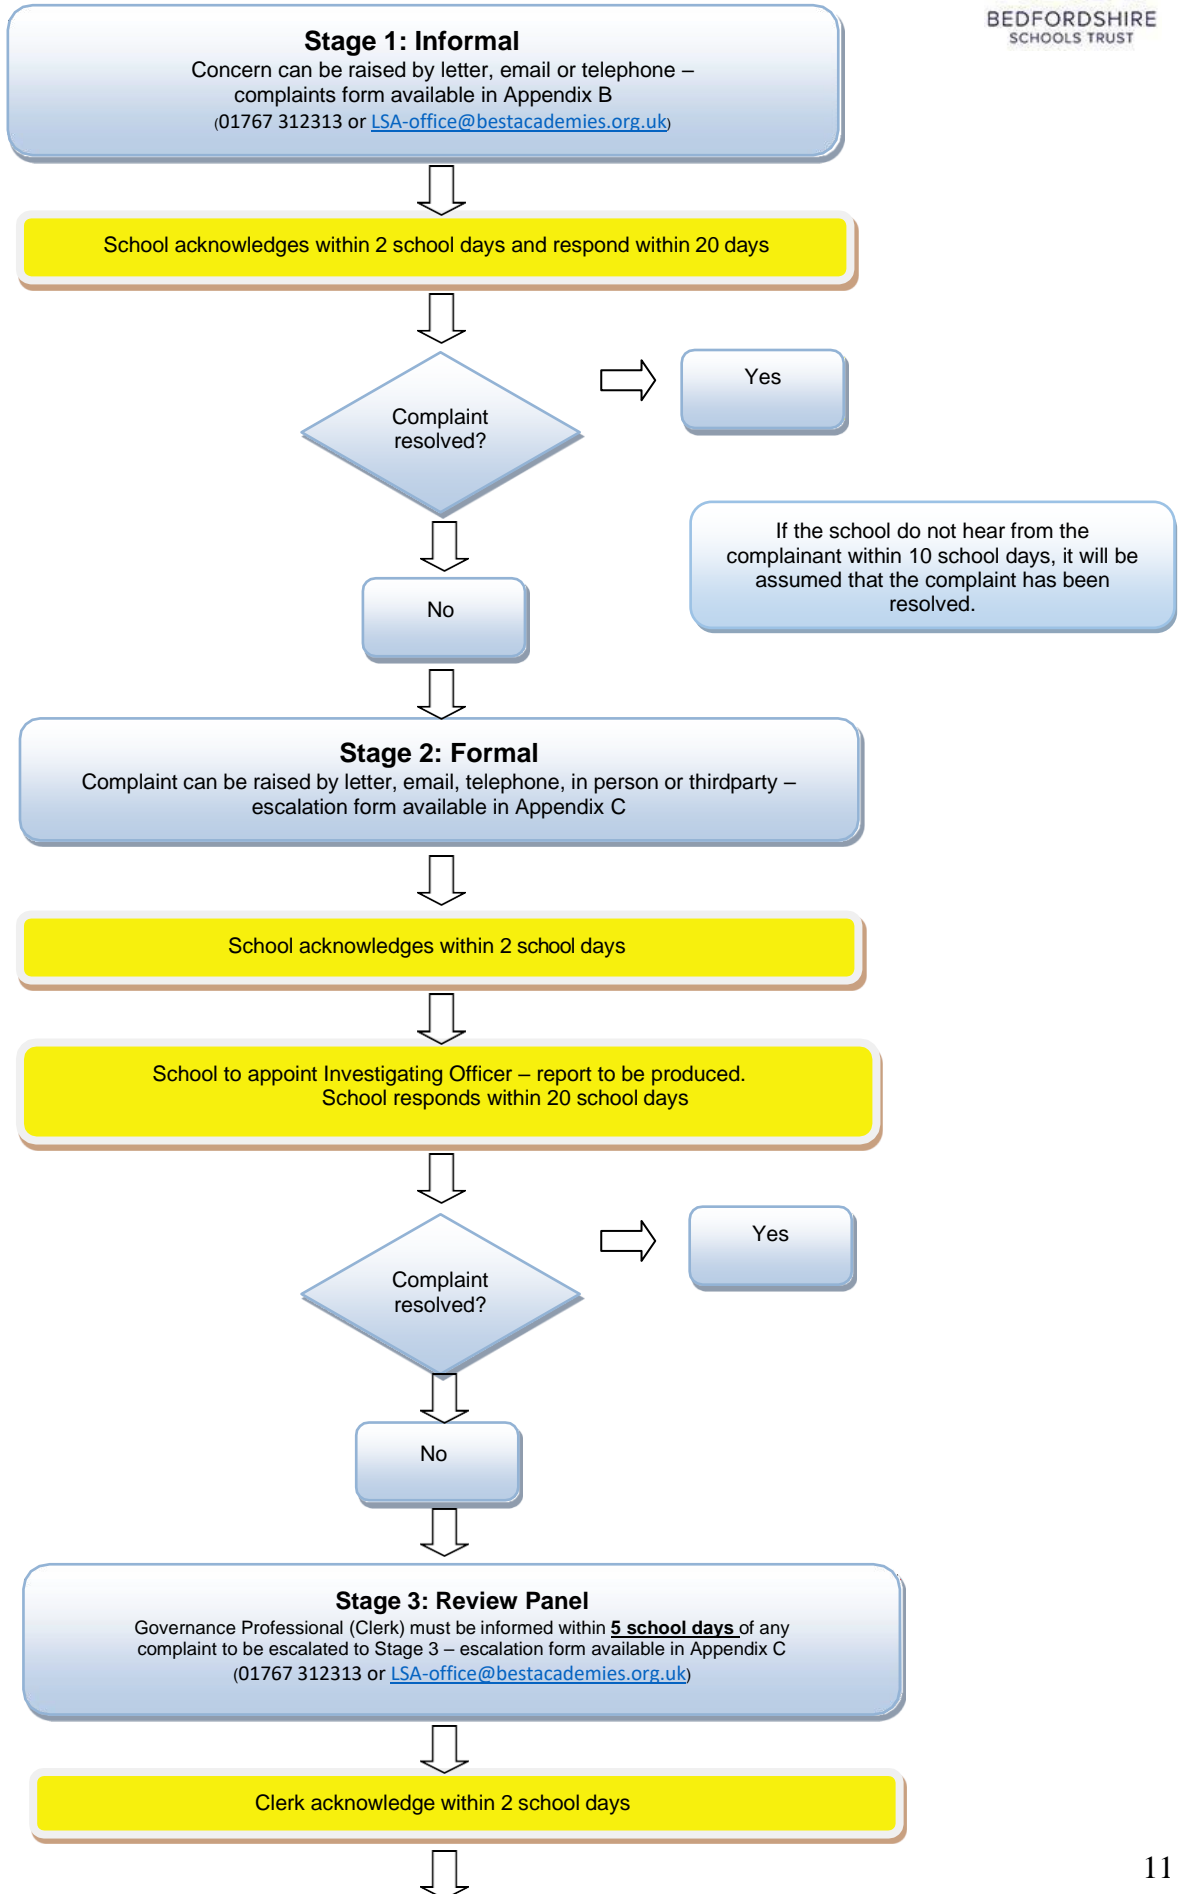 BEDFORDSHIRE
SCHOOLS TRUST
Stage 1: Informal
Concern can be raised by letter, email or telephone –
complaints form available in Appendix B
(01767 312313 or LSA-office@bestacademies.org.uk)
School acknowledges within 2 school days and respond within 20 days
Complaint
resolved?
Yes
If the school do not hear from the
complainant within 10 school days, it will be
assumed that the complaint has been
resolved.
No
Stage 2: Formal
Complaint can be raised by letter, email, telephone, in person or thirdparty –
escalation form available in Appendix C
School acknowledges within 2 school days
School to appoint Investigating Officer – report to be produced.
School responds within 20 school days
Complaint
resolved?
Yes
No
Stage 3: Review Panel
Governance Professional (Clerk) must be informed within 5 school days of any
complaint to be escalated to Stage 3 – escalation form available in Appendix C
(01767 312313 or LSA-office@bestacademies.org.uk)
Clerk acknowledge within 2 school days
11